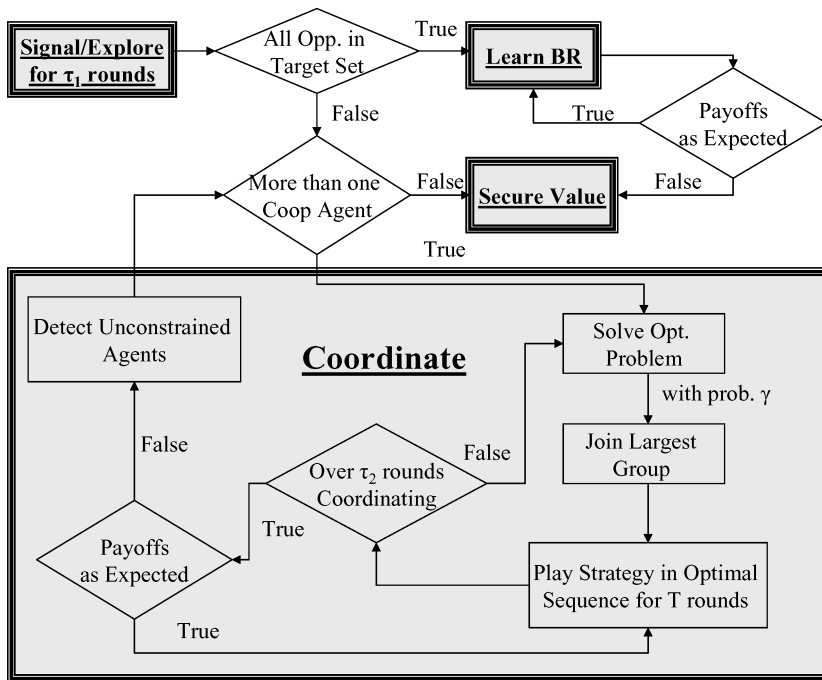 Signal/Explore
for τ1 rounds
All Opp. in
Target Set
True
Learn BR
True
Payoffs
as Expected
False
More than one
Coop Agent
False
Secure Value
False
True
Detect Unconstrained
Agents
Coordinate
Solve Opt.
Problem
with prob. γ
False
Over τ2 rounds
Coordinating
False
Join Largest
Group
True
Payoffs
as Expected
Play Strategy in Optimal
Sequence for T rounds
True